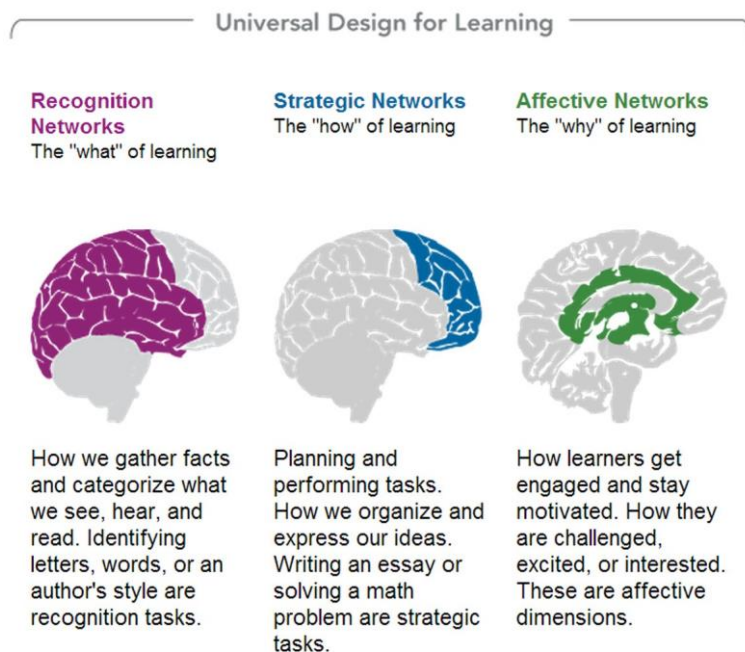 Universal Design for Learning
Recognition
Networks
The "what" of learning
Strategic Networks
The "how" of learning
Affective Networks
The "why" of learning
How we gather facts
and categorize what
we see, hear, and
read. Identifying
letters, words, or an
author's style are
recognition tasks.
Planning and
performing tasks.
How we organize and
express our ideas.
Writing an essay or
solving a math
problem are strategic
tasks.
How learners get
engaged and stay
motivated. How they
are challenged,
excited, or interested.
These are affective
dimensions.